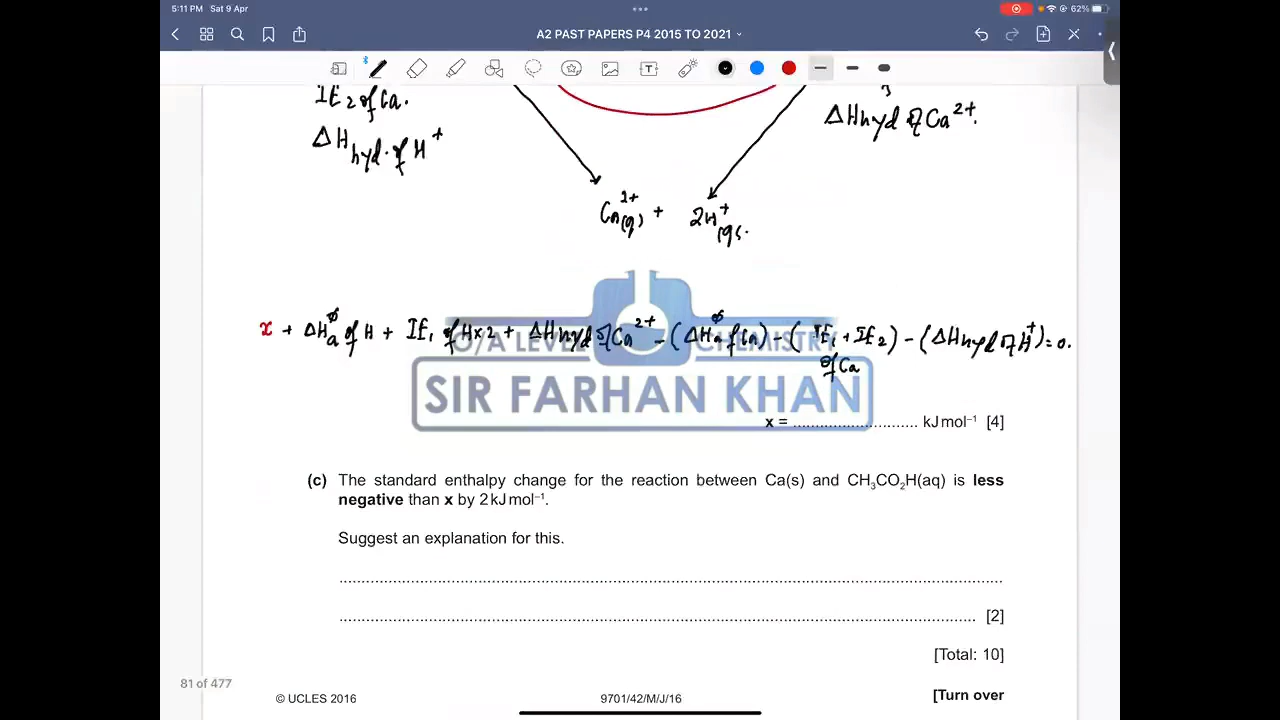 5:11 PM Sat 9 Apr
62%
A2 PAST PAPERS P4 2015 TO 2021
IE₂ of Ca.
ΔH hyd. of H⁺
ΔHhyd of Ca²⁺.
Ca²⁺(g) + 2H⁺(g).
x + ΔHₐ⦵ of H + IE₁ of H×2 + ΔHhyd of Ca²⁺ - (ΔHₐ⦵ of Ca) - (IE₁ + IE₂) - (ΔHhyd of H⁺) = 0.
of Ca
O/A LEVEL CHEMISTRY
SIR FARHAN KHAN
x = ............................ kJ mol⁻¹ [4]
(c) The standard enthalpy change for the reaction between Ca(s) and CH₃CO₂H(aq) is less
negative than x by 2 kJ mol⁻¹.
Suggest an explanation for this.
[2]
[Total: 10]
81 of 477
© UCLES 2016 9701/42/M/J/16 [Turn over